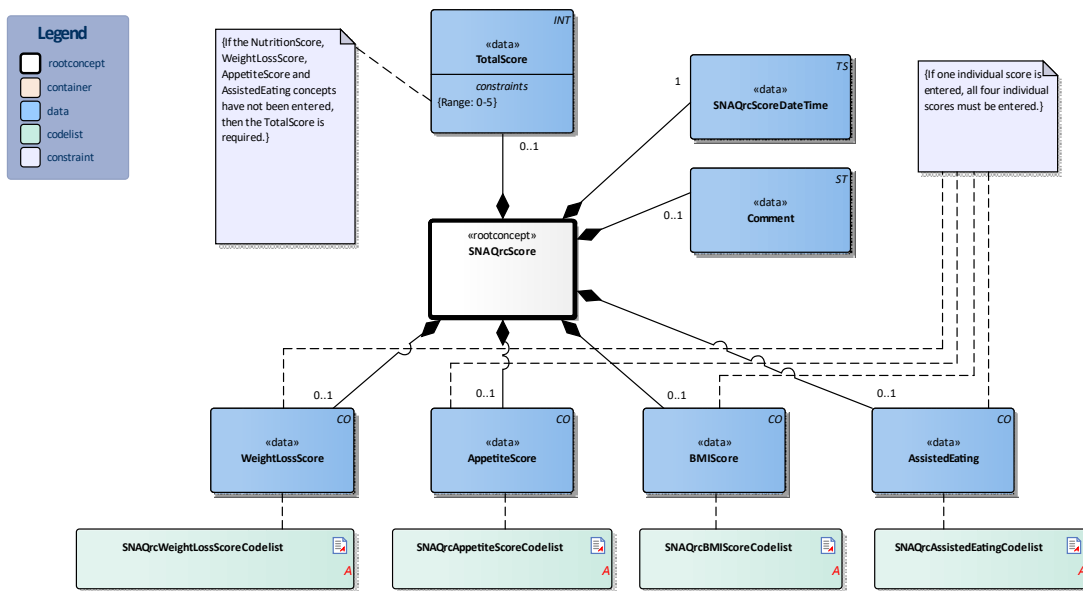 Legend
rootconcept
container
data
codelist
constraint
{If the NutritionScore,
WeightLossScore,
AppetiteScore and
AssistedEating concepts
have not been entered,
then the TotalScore is
required.}
INT
«data»
TotalScore
constraints
{Range: 0-5}
0..1
TS
«data»
SNAQrcScoreDateTime
1
ST
«data»
Comment
0..1
{If one individual score is
entered, all four individual
scores must be entered.}
«rootconcept»
SNAQrcScore
0..1
0..1
0..1
0..1
CO
«data»
WeightLossScore
CO
«data»
AppetiteScore
CO
«data»
BMIScore
CO
«data»
AssistedEating
SNAQrcWeightLossScoreCodelist
A
SNAQrcAppetiteScoreCodelist
A
SNAQrcBMIScoreCodelist
A
SNAQrcAssistedEatingCodelist
A